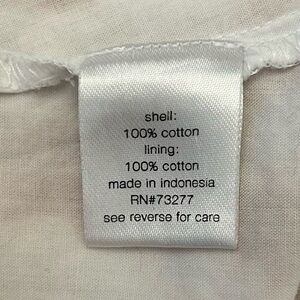 shell:
100% cotton
lining:
100% cotton
made in indonesia
RN#73277
see reverse for care